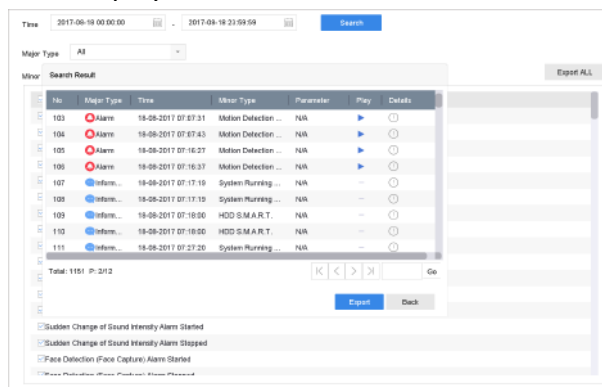 Time 2017-08-18 00:00:00 - 2017-08-18 23:59:59 Search
Major Type All
Minor
Export ALL
Search Result
No Major Type Time Minor Type Parameter Play Details
103 Alarm 18-08-2017 07:07:31 Motion Detection ... N/A
104 Alarm 18-08-2017 07:07:43 Motion Detection ... N/A
105 Alarm 18-08-2017 07:16:27 Motion Detection ... N/A
106 Alarm 18-08-2017 07:16:37 Motion Detection ... N/A
107 Inform... 18-08-2017 07:17:19 System Running ... N/A —
108 Inform... 18-08-2017 07:17:19 System Running ... N/A —
109 Inform... 18-08-2017 07:18:00 HDD S.M.A.R.T. N/A —
110 Inform... 18-08-2017 07:18:00 HDD S.M.A.R.T. N/A —
111 Inform... 18-08-2017 07:27:20 System Running ... N/A —
Total: 1151 P: 2/12 Go
Export Back
Sudden Change of Sound Intensity Alarm Started
Sudden Change of Sound Intensity Alarm Stopped
Face Detection (Face Capture) Alarm Started
Face Detection (Face Capture) Alarm Stopped